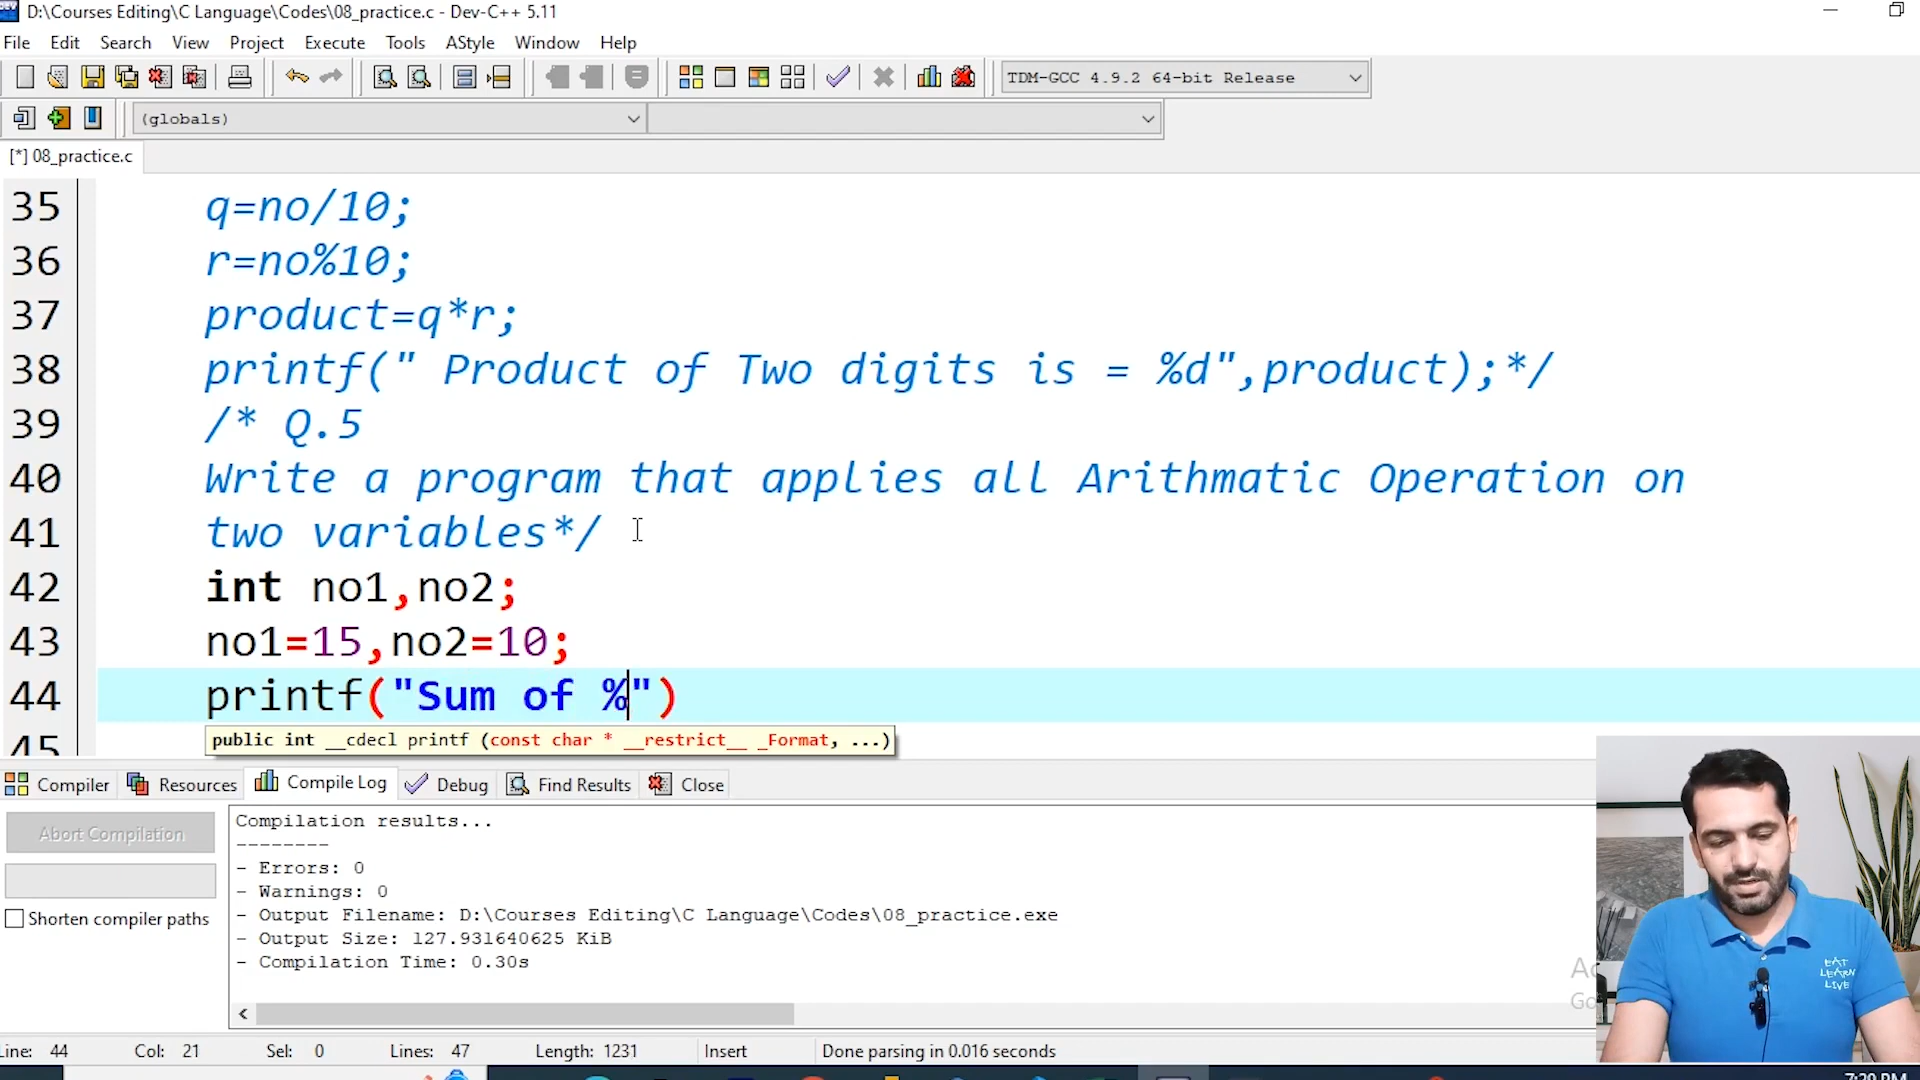 D:\Courses Editing\C Language\Codes\08_practice.c - Dev-C++ 5.11
File Edit Search View Project Execute Tools AStyle Window Help
TDM-GCC 4.9.2 64-bit Release
(globals)
[*] 08_practice.c
35 q=no/10;
36 r=no%10;
37 product=q*r;
38 printf(" Product of Two digits is = %d",product);*/
39 /* Q.5
40 Write a program that applies all Arithmatic Operation on
41 two variables*/
42 int no1,no2;
43 no1=15,no2=10;
44 printf("Sum of %")
45
public int __cdecl printf (const char * __restrict__ _Format, ...)
Compiler Resources Compile Log Debug Find Results Close
Abort Compilation
Shorten compiler paths
Compilation results...
--------
- Errors: 0
- Warnings: 0
- Output Filename: D:\Courses Editing\C Language\Codes\08_practice.exe
- Output Size: 127.931640625 KiB
- Compilation Time: 0.30s
EAT
LEARN
LIVE
Line: 44 Col: 21 Sel: 0 Lines: 47 Length: 1231 Insert Done parsing in 0.016 seconds